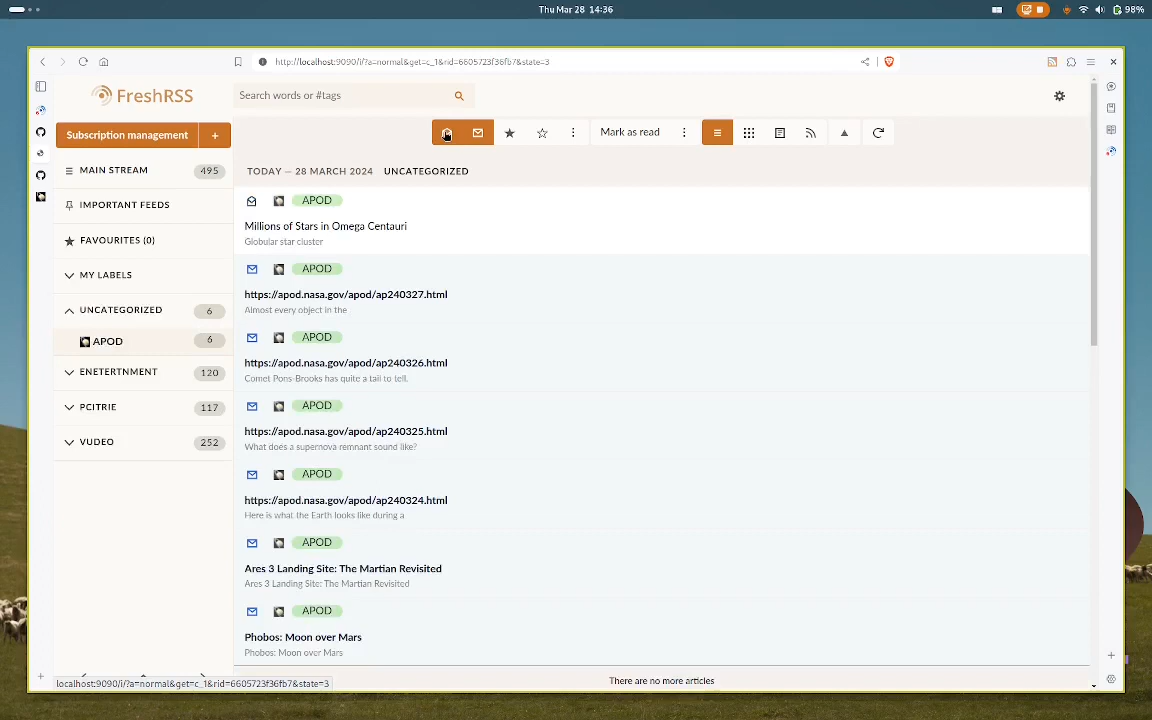 Thu Mar 28 14:36
98%
http://localhost:9090/i/?a=normal&get=c_1&rid=6605723f36fb7&state=3
FreshRSS
Search words or #tags
Subscription management +
Mark as read
MAIN STREAM 495
IMPORTANT FEEDS
FAVOURITES (0)
MY LABELS
UNCATEGORIZED 6
APOD 6
ENETERTNMENT 120
PCITRIE 117
VUDEO 252
TODAY — 28 MARCH 2024 UNCATEGORIZED
APOD
Millions of Stars in Omega Centauri
Globular star cluster
APOD
https://apod.nasa.gov/apod/ap240327.html
Almost every object in the
APOD
https://apod.nasa.gov/apod/ap240326.html
Comet Pons-Brooks has quite a tail to tell.
APOD
https://apod.nasa.gov/apod/ap240325.html
What does a supernova remnant sound like?
APOD
https://apod.nasa.gov/apod/ap240324.html
Here is what the Earth looks like during a
APOD
Ares 3 Landing Site: The Martian Revisited
Ares 3 Landing Site: The Martian Revisited
APOD
Phobos: Moon over Mars
Phobos: Moon over Mars
There are no more articles
localhost:9090/i/?a=normal&get=c_1&rid=6605723f36fb7&state=3